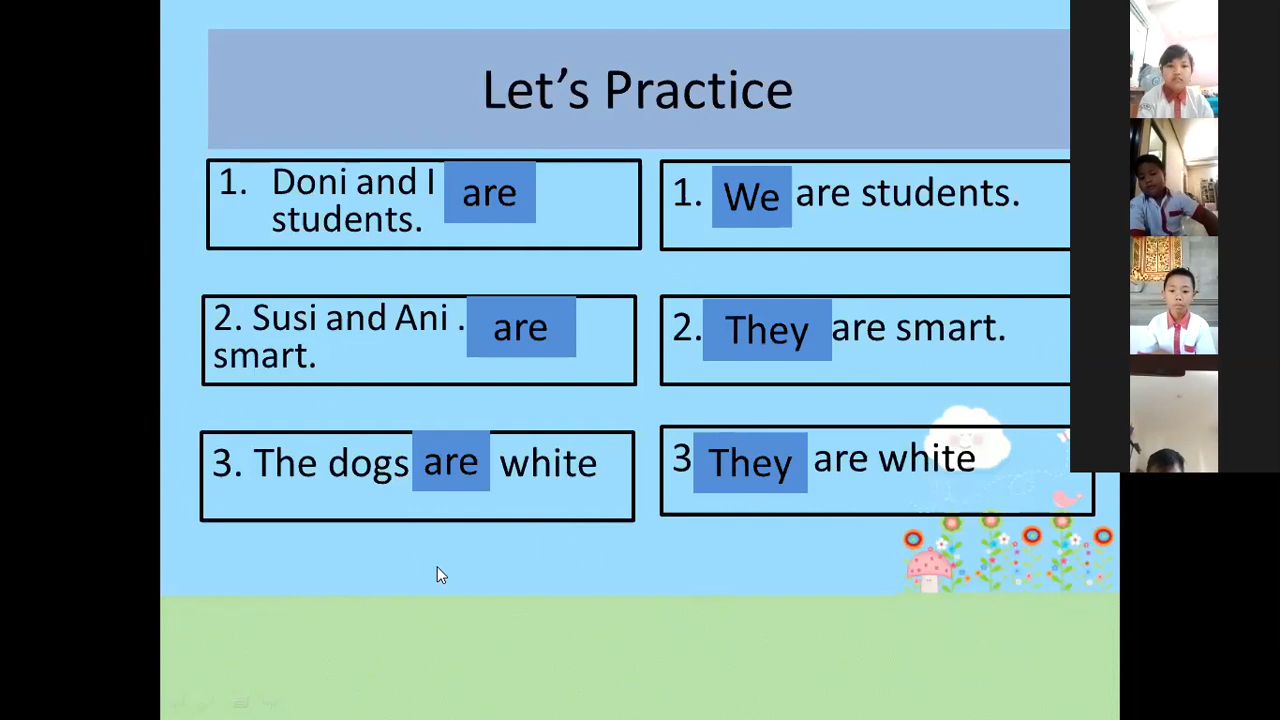 Let’s Practice
1. Doni and I are
students.
1. We are students.
2. Susi and Ani . are
smart.
2. They are smart.
3. The dogs are white
3 They are white